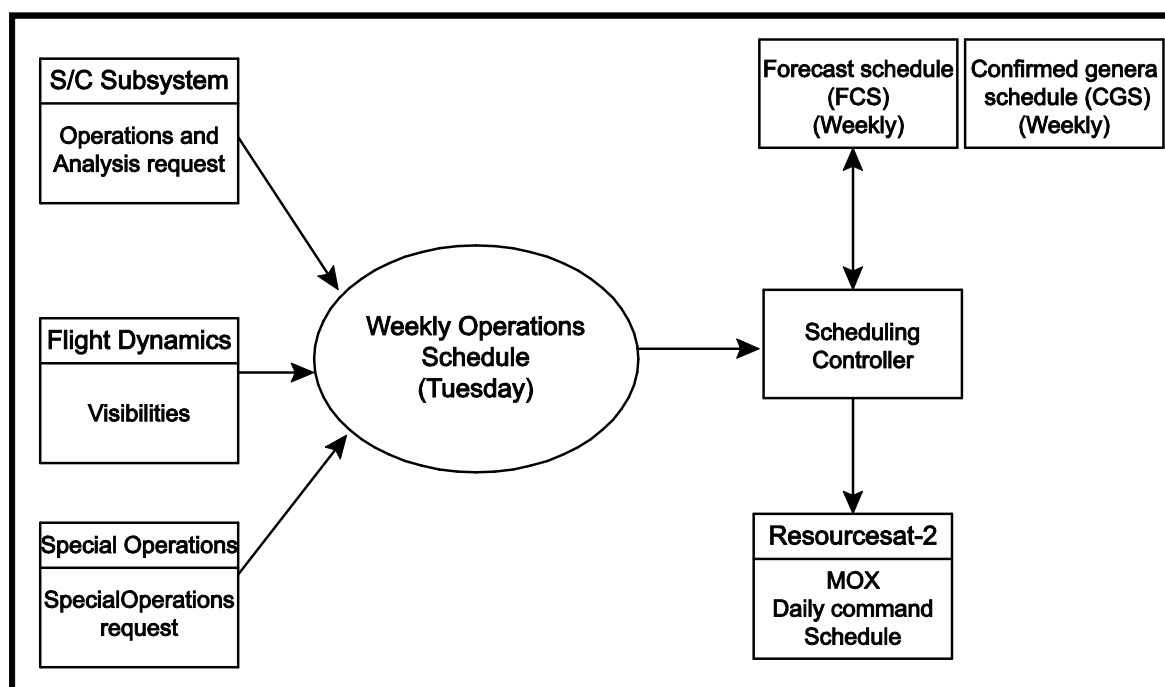 S/C Subsystem
Operations and
Analysis request
Flight Dynamics
Visibilities
Special Operations
SpecialOperations
request
Weekly Operations
Schedule
(Tuesday)
Forecast schedule
(FCS)
(Weekly)
Confirmed genera
schedule (CGS)
(Weekly)
Scheduling
Controller
Resourcesat-2
MOX
Daily command
Schedule